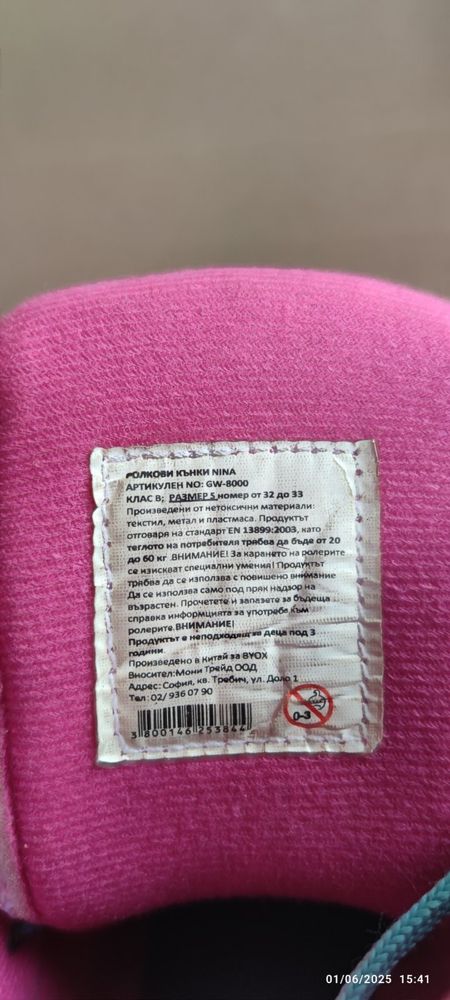 РОЛКОВИ КЪНКИ NINA
АРТИКУЛЕН NO: GW-8000
КЛАС B; РАЗМЕР S номер от 32 до 33
Произведени от нетоксични материали:
текстил, метал и пластмаса. Продуктът
отговаря на стандарт EN 13899:2003, като
теглото на потребителя трябва да бъде от 20
до 60 кг .ВНИМАНИЕ! За карането на ролерите
се изискват специални умения! Продуктът
трябва да се използва с повишено внимание
Да се използва само под пряк надзор на
възрастен. Прочетете и запазете за бъдеща
справка информцията за употреба към
ролерите.ВНИМАНИЕ!
Продуктът е неподходящ за деца под 3
години.
Произведено в Китай за BYOX
Вносител:Мони Трейд ООД
Адрес: София, кв. Требич, ул. Доло 1
Тел: 02/ 936 07 90
0-3
3 800146 253844
01/06/2025 15:41